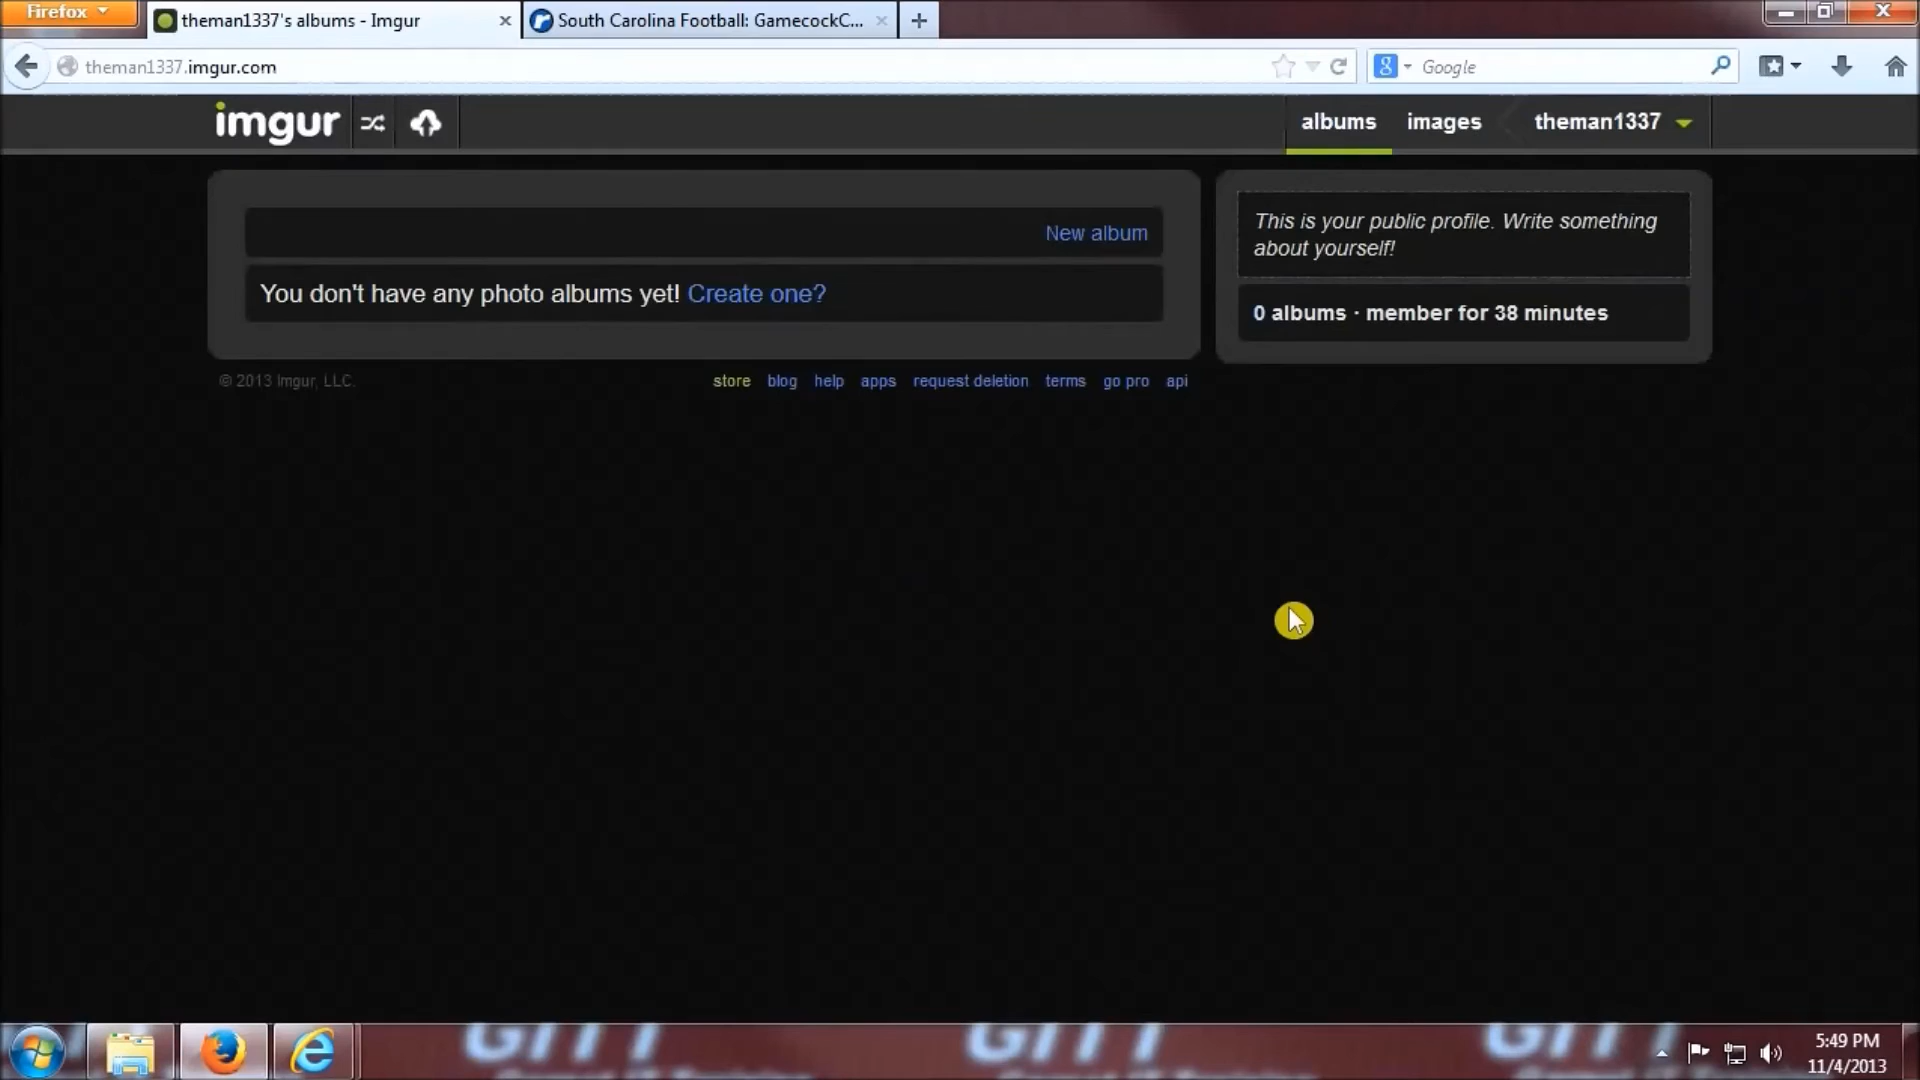 Firefox
theman1337's albums - Imgur
South Carolina Football: GamecockC...
theman1337.imgur.com
Google
imgur
albums
images
theman1337
New album
You don't have any photo albums yet! Create one?
This is your public profile. Write something
about yourself!
0 albums · member for 38 minutes
© 2013 Imgur, LLC.
store blog help apps request deletion terms go pro api
5:49 PM
11/4/2013